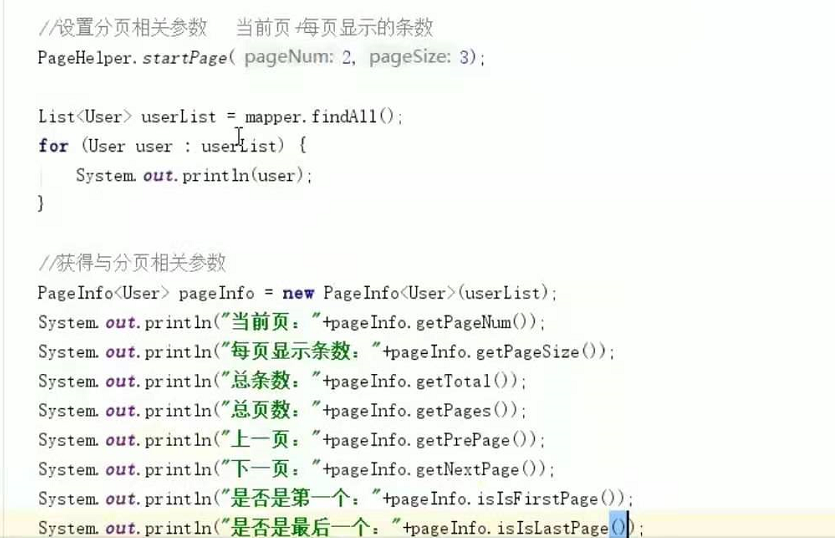 //设置分页相关参数   当前页+每页显示的条数
PageHelper.startPage( pageNum: 2, pageSize: 3);
List<User> userList = mapper.findAll();
for (User user : userList) {
System.out.println(user);
}
//获得与分页相关参数
PageInfo<User> pageInfo = new PageInfo<User>(userList);
System.out.println("当前页："+pageInfo.getPageNum());
System.out.println("每页显示条数："+pageInfo.getPageSize());
System.out.println("总条数："+pageInfo.getTotal());
System.out.println("总页数："+pageInfo.getPages());
System.out.println("上一页："+pageInfo.getPrePage());
System.out.println("下一页："+pageInfo.getNextPage());
System.out.println("是否是第一个："+pageInfo.isIsFirstPage());
System.out.println("是否是最后一个："+pageInfo.isIsLastPage());